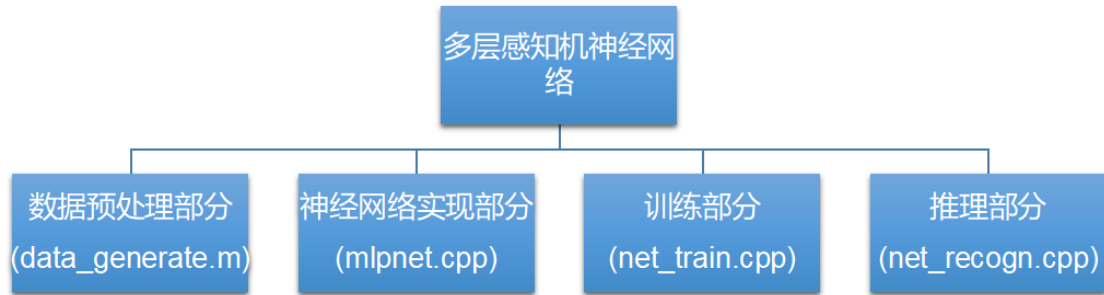 多层感知机神经网
络
数据预处理部分
(data_generate.m)
神经网络实现部分
(mlpnet.cpp)
训练部分
(net_train.cpp)
推理部分
(net_recogn.cpp)